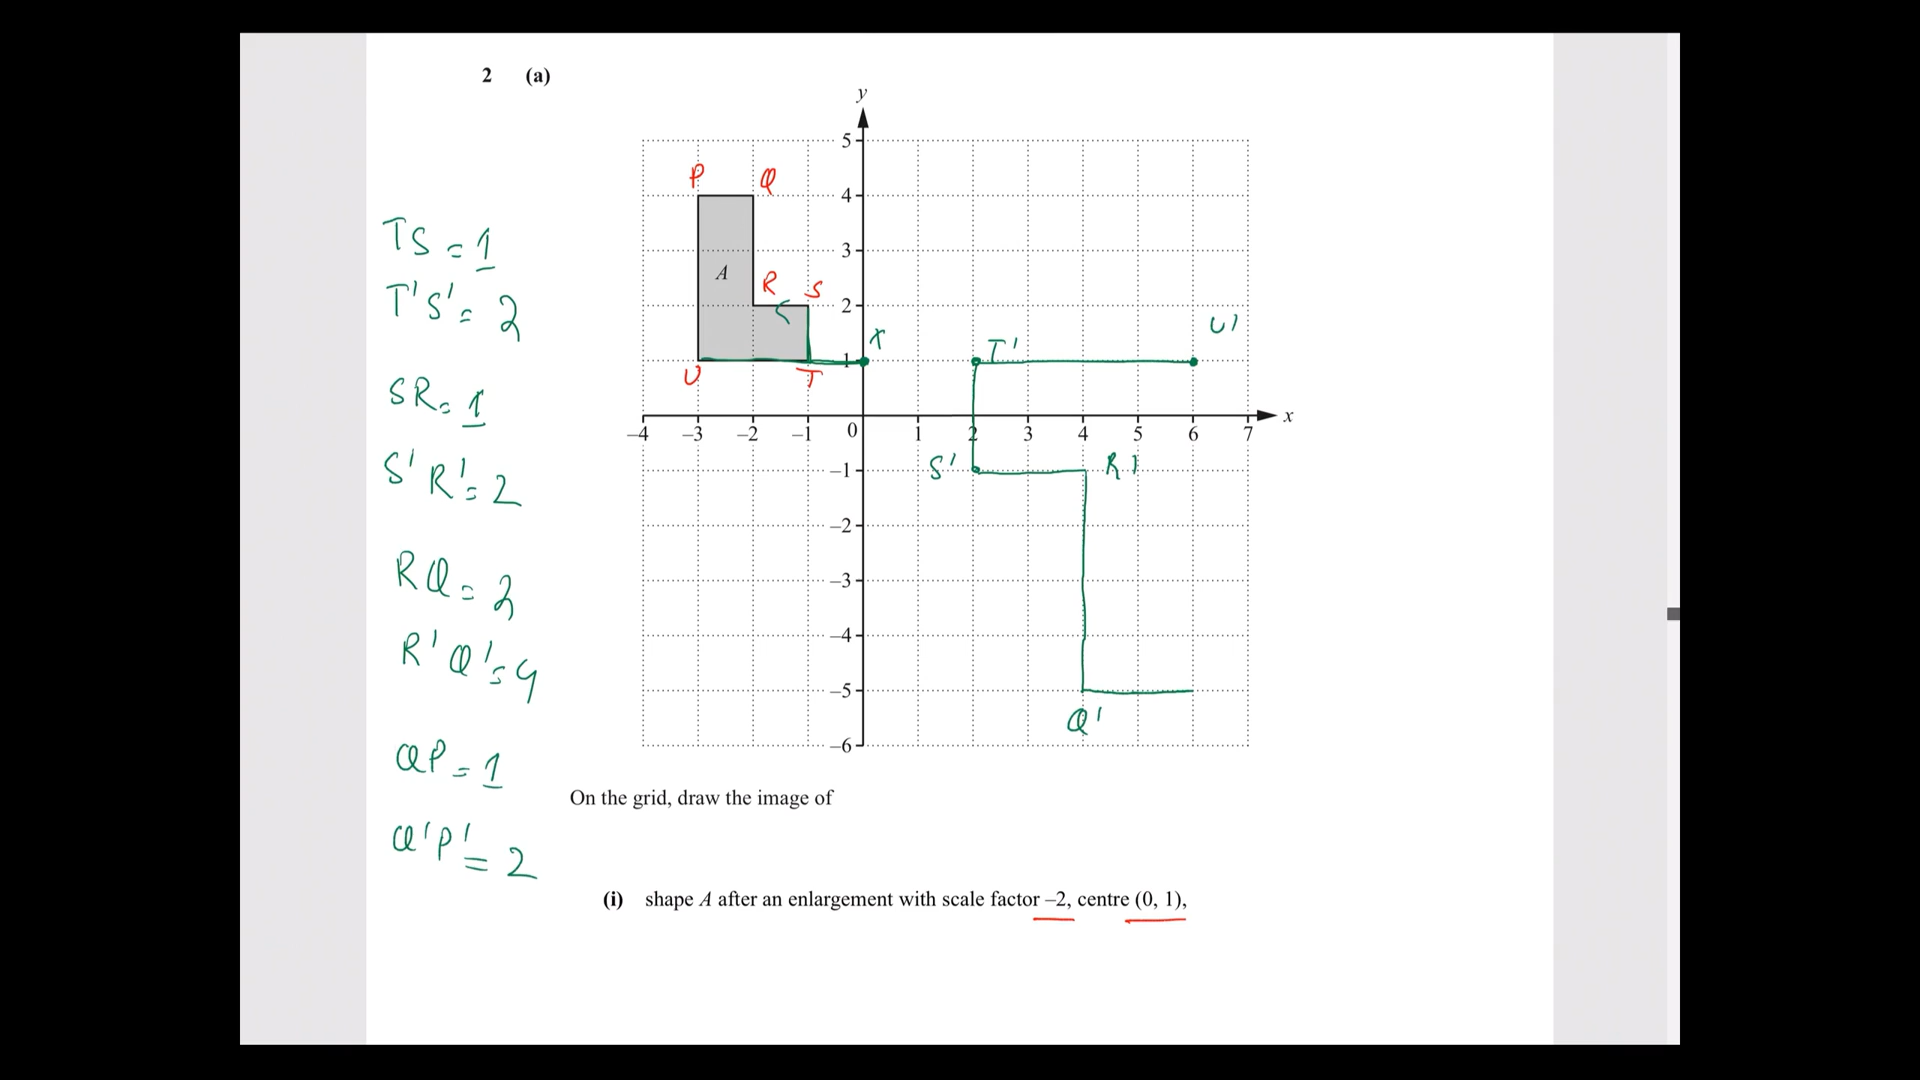 2 (a)
y
5
P Q
4
TS = 1
3
A
R S
T'S' = 2
2
X
U'
T'
1
U T
SR = 1
x
–4 –3 –2 –1 0 1 2 3 4 5 6 7
S'R' = 2
–1
S' R'
–2
RQ = 2
–3
R'Q' = 4
–4
–5
Q'
–6
QP = 1
On the grid, draw the image of
Q'P' = 2
(i) shape A after an enlargement with scale factor –2, centre (0, 1),